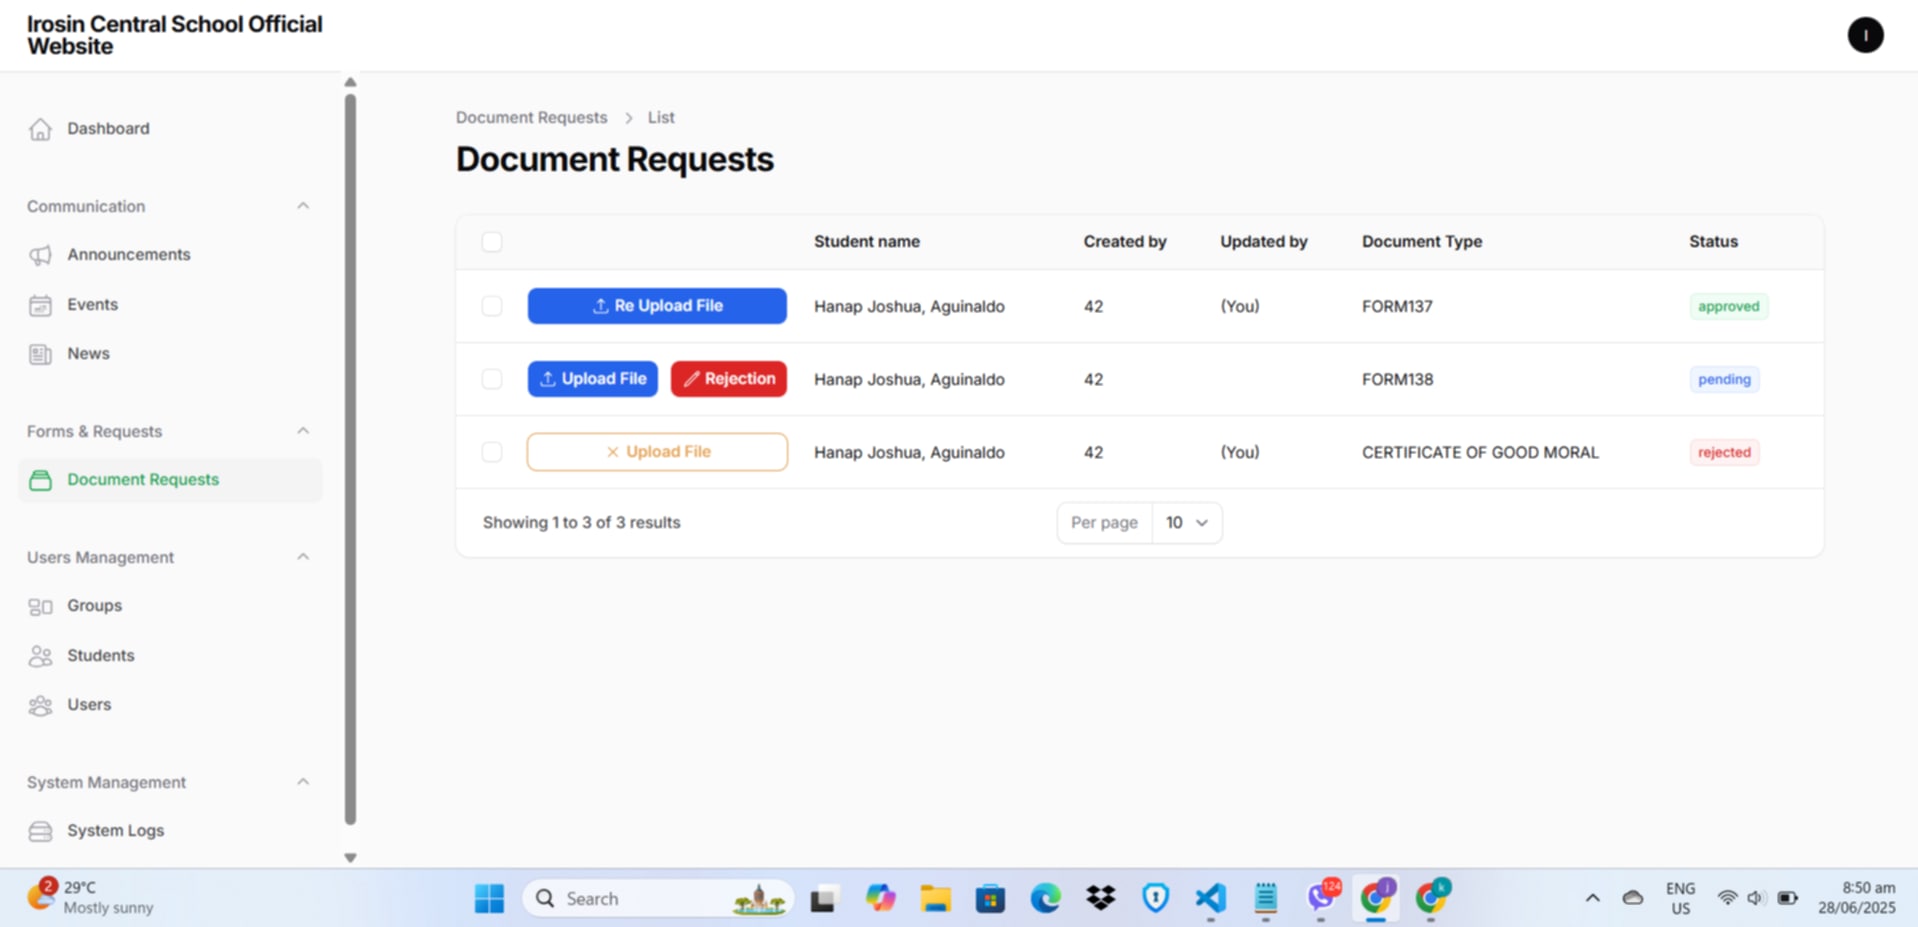 Irosin Central School Official
Website
I
Dashboard
Communication
Announcements
Events
News
Forms & Requests
Document Requests
Users Management
Groups
Students
Users
System Management
System Logs
Document Requests > List
Document Requests
Student name Created by Updated by Document Type Status
Re Upload File Hanap Joshua, Aguinaldo 42 (You) FORM137 approved
Upload File Rejection Hanap Joshua, Aguinaldo 42 FORM138 pending
Upload File Hanap Joshua, Aguinaldo 42 (You) CERTIFICATE OF GOOD MORAL rejected
Showing 1 to 3 of 3 results Per page 10
2 29°C
Mostly sunny
Search
124
j
k
ENG
US
8:50 am
28/06/2025